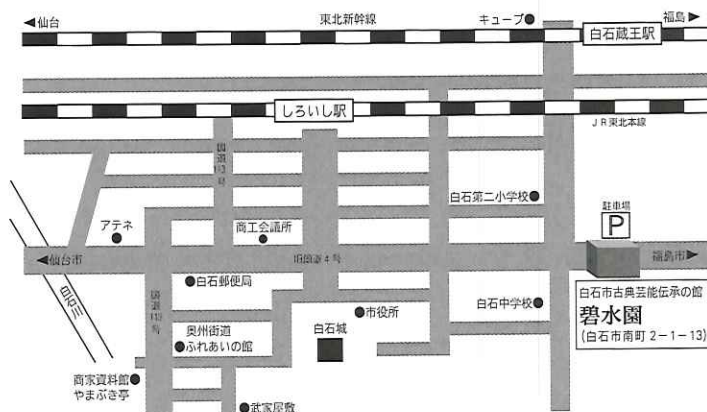 ◀仙台
東北新幹線
キューブ●
福島▶
白石蔵王駅
しろいし駅
JR東北本線
国道113号
白石第二小学校●
駐車場
P
アテネ
商工会議所
◀仙台市
旧国道4号
福島市▶
白石川
国道113号
●白石郵便局
●市役所
白石中学校●
白石市古典芸能伝承の館
碧水園
(白石市南町2-1-13)
奥州街道
ふれあいの館
白石城
商家資料館
やまぶき亭
●武家屋敷